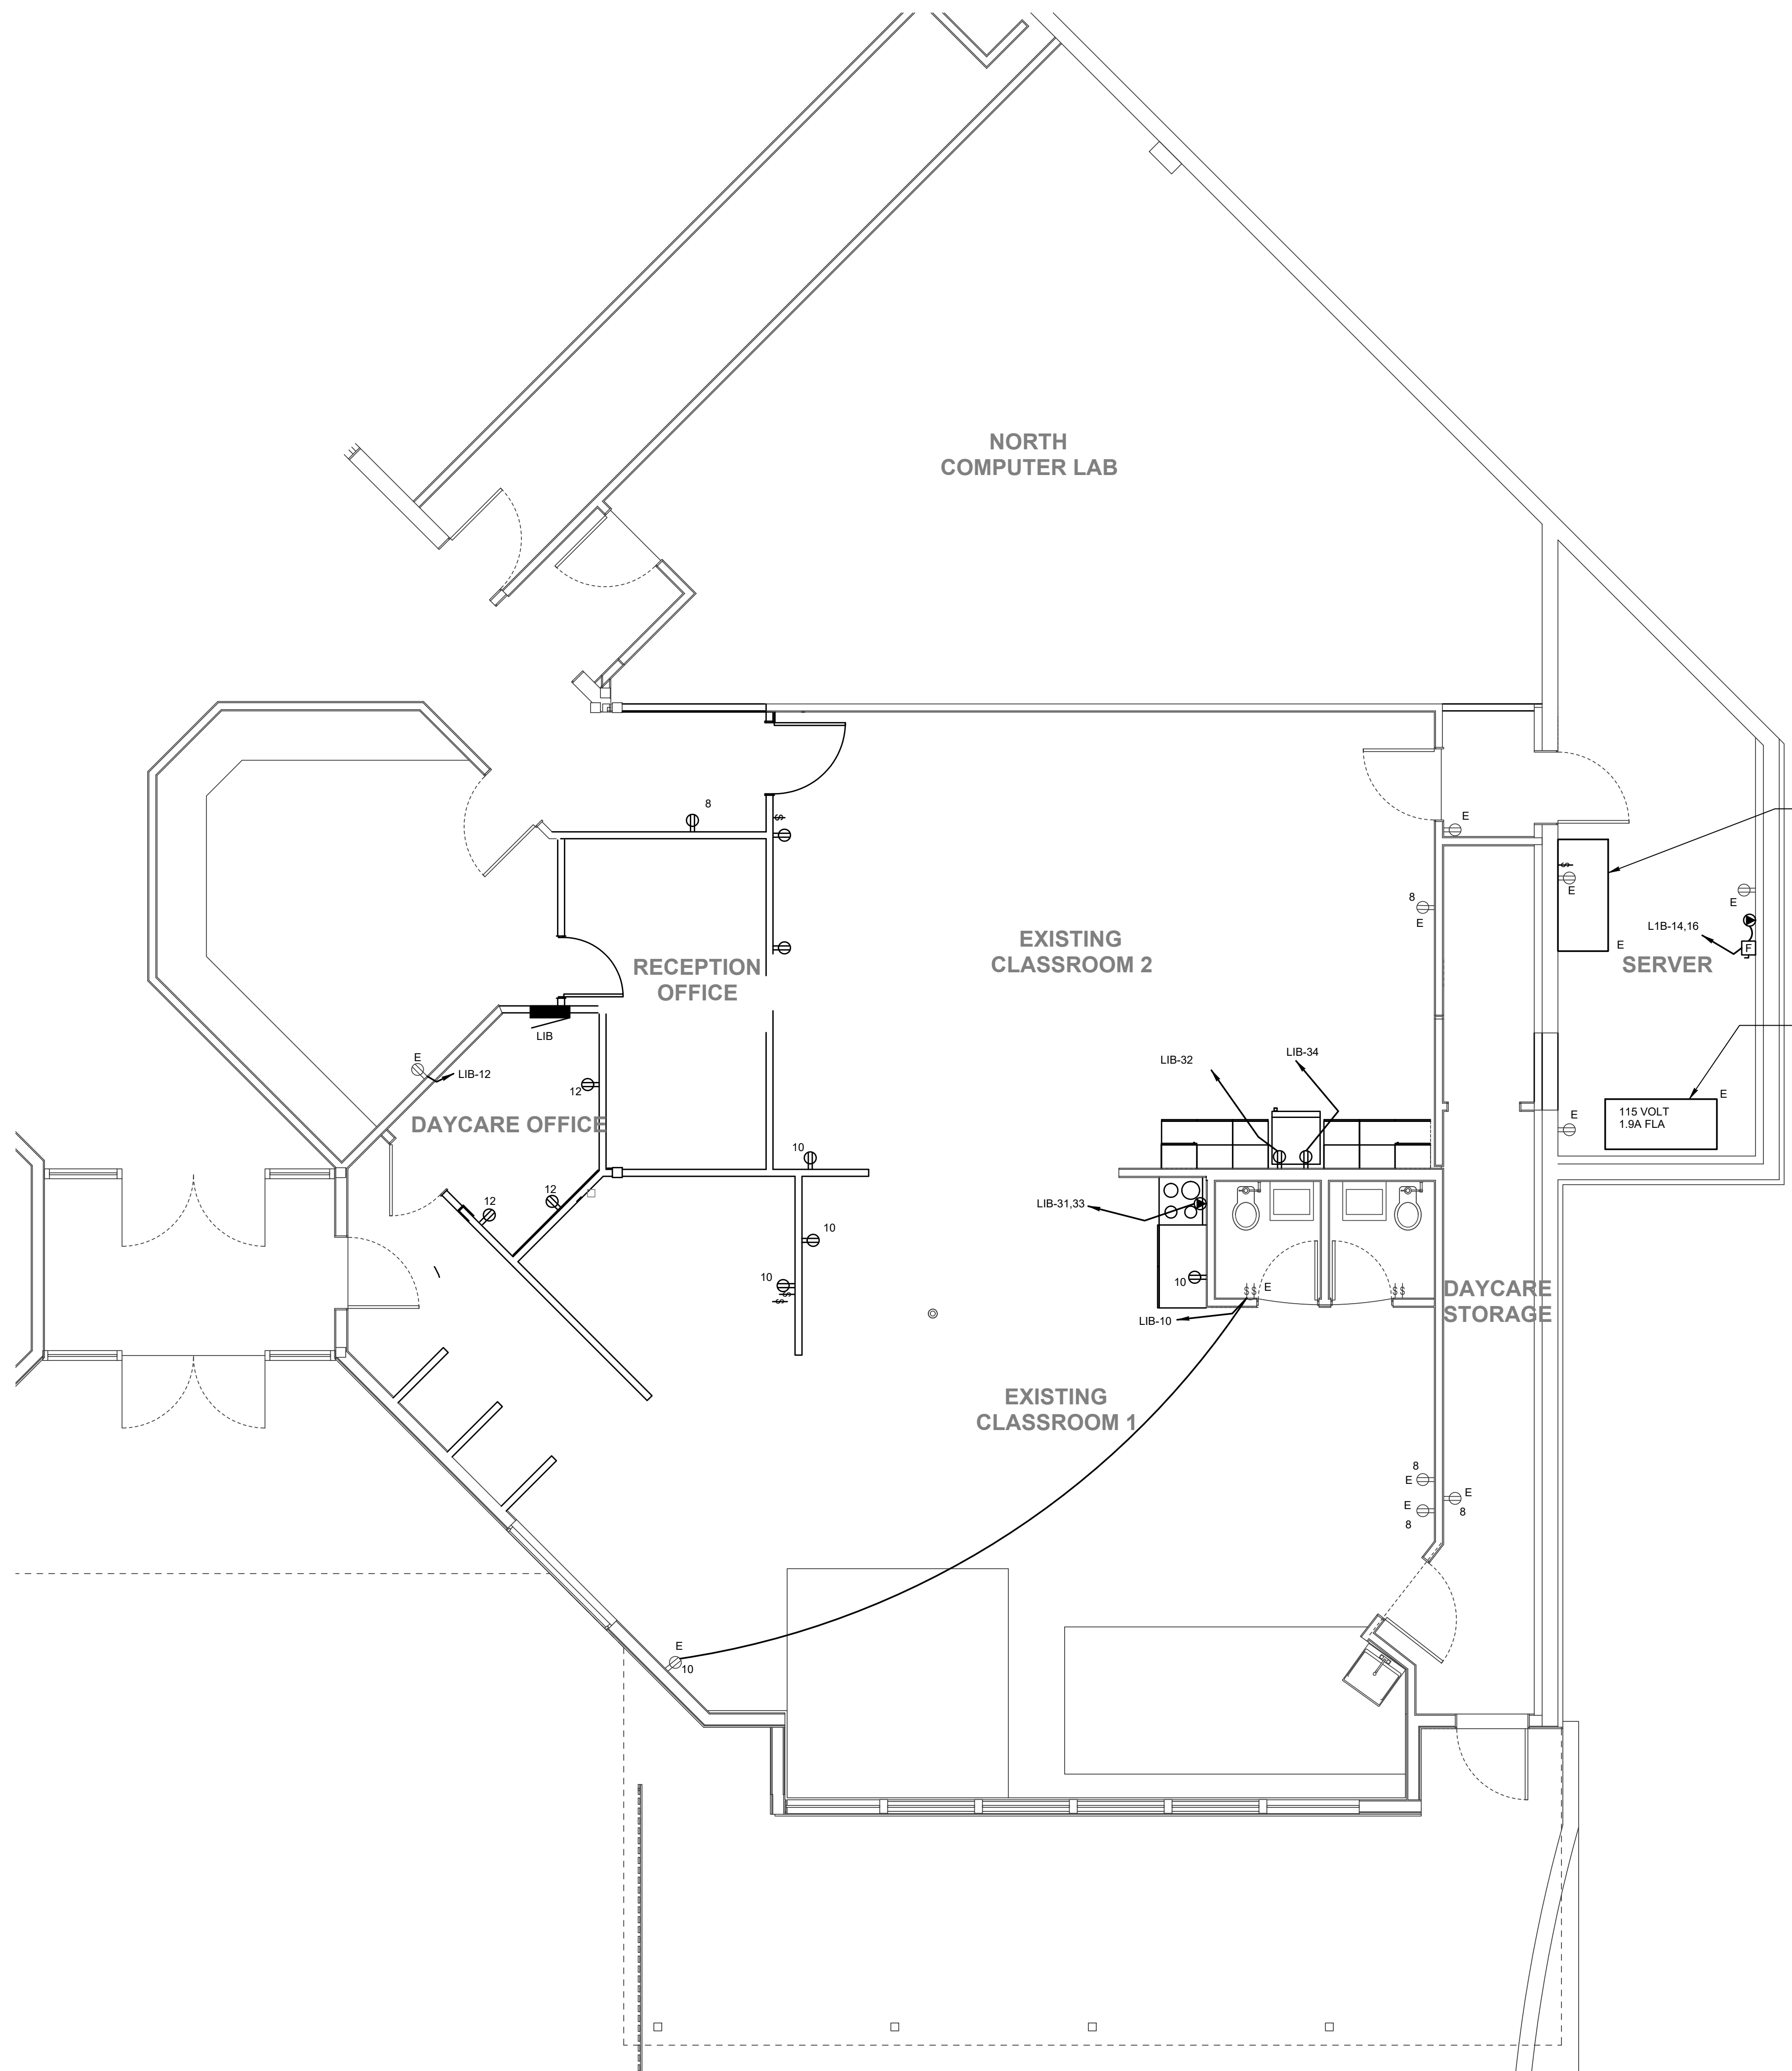 NORTH
COMPUTER LAB
8
E
8
E
E
E
EXISTING
CLASSROOM 2
L1B-14,16
F
E
SERVER
RECEPTION
OFFICE
LIB
E
LIB-12
LIB-32
LIB-34
12
DAYCARE OFFICE
E
115 VOLT
1.9A FLA
E
10
12
12
LIB-31,33
10
10
10
E
$$
$$
$
$
$
$
DAYCARE
STORAGE
LIB-10
EXISTING
CLASSROOM 1
8
E
E
E
8
8
E
10